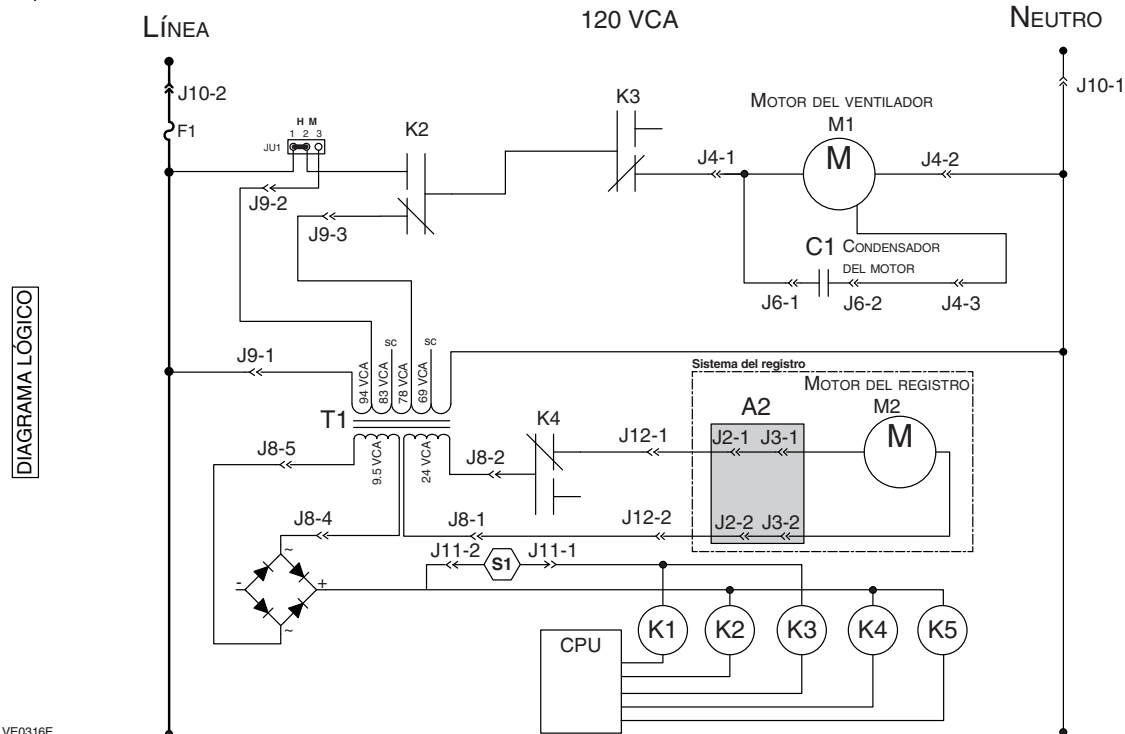 120 VCA
LÍNEA
NEUTRO
J10-2
J10-1
F1
H M
1 2 3
JU1
K2
K3
MOTOR DEL VENTILADOR
M1
M
J4-1
J4-2
J9-2
J9-3
C1 CONDENSADOR
DEL MOTOR
J6-1
J6-2
J4-3
DIAGRAMA LÓGICO
J9-1
94 VCA
83 VCA
SC
78 VCA
69 VCA
SC
T1
9.5 VCA
24 VCA
Sistema del registro
MOTOR DEL REGISTRO
A2
M2
M
K4
J8-5
J8-2
J12-1
J2-1
J3-1
J8-4
J8-1
J12-2
J2-2
J3-2
J11-2
S1
J11-1
~
-
+
~
K1
K2
K3
K4
K5
CPU
VE0316E